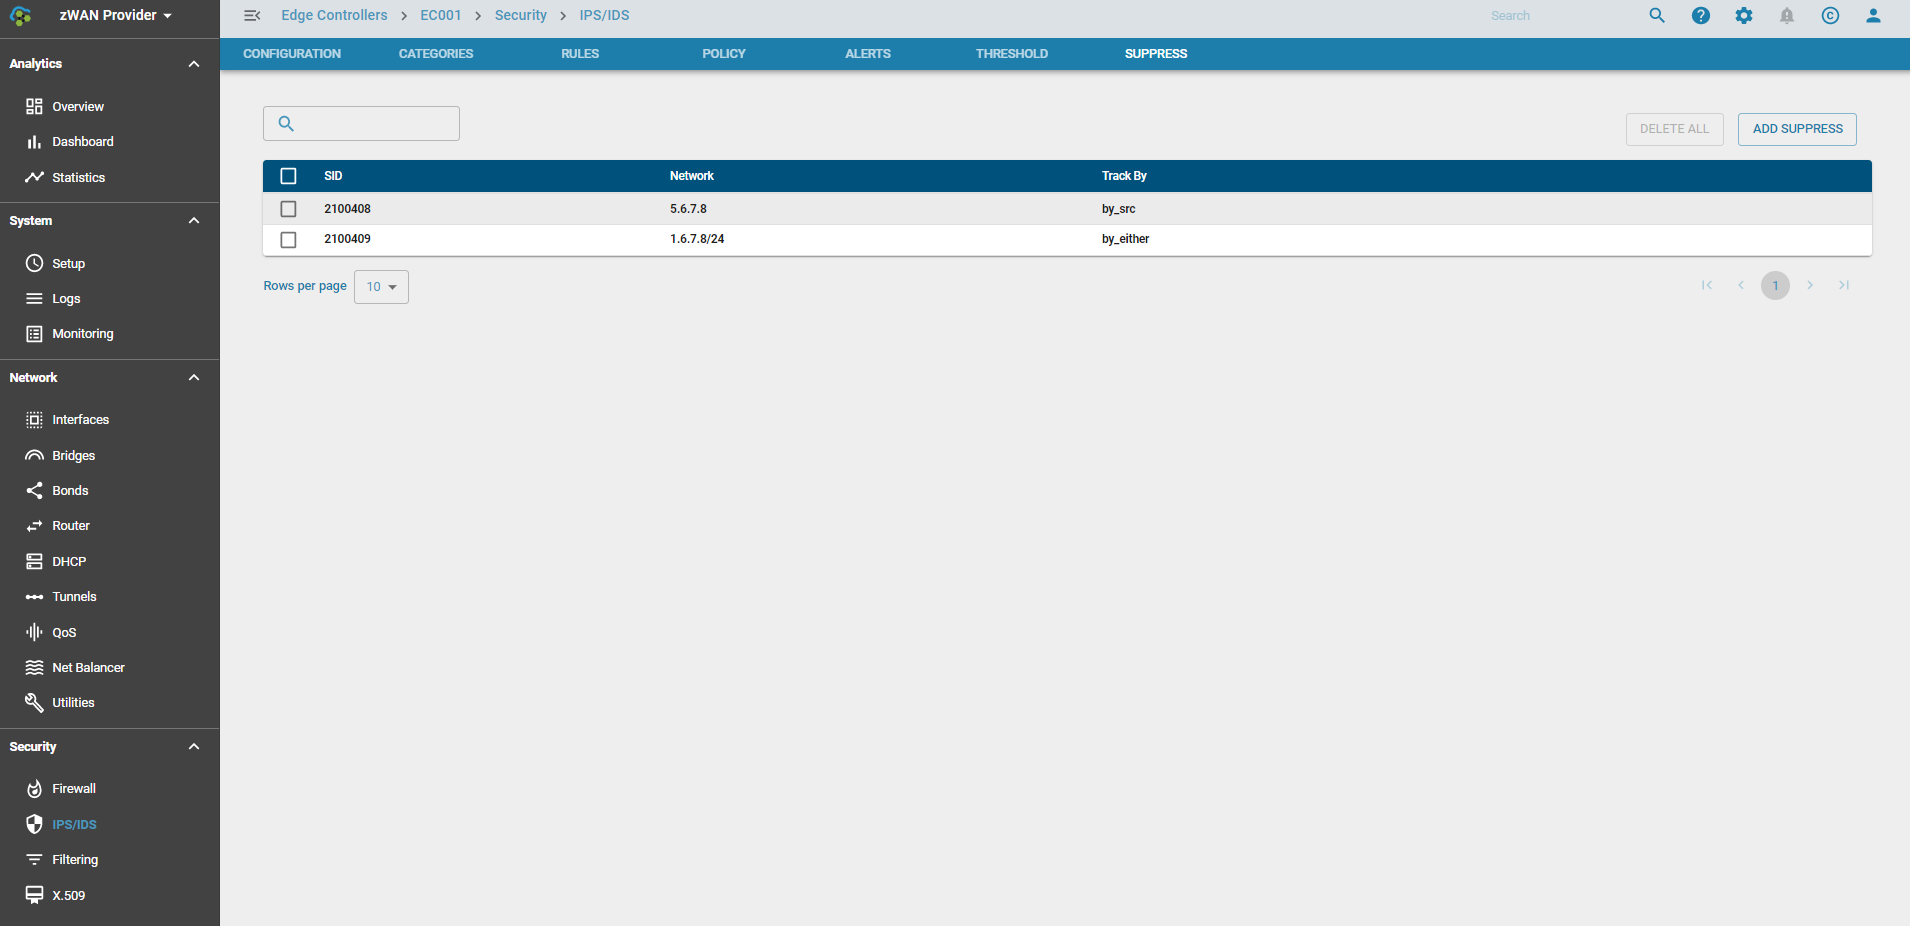 zWAN Provider
Edge Controllers > EC001 > Security > IPS/IDS
Search
CONFIGURATION CATEGORIES RULES POLICY ALERTS THRESHOLD SUPPRESS
Analytics
Overview
Dashboard
Statistics
System
Setup
Logs
Monitoring
Network
Interfaces
Bridges
Bonds
Router
DHCP
Tunnels
QoS
Net Balancer
Utilities
Security
Firewall
IPS/IDS
Filtering
X.509
DELETE ALL ADD SUPPRESS
SID Network Track By
2100408 5.6.7.8 by_src
2100409 1.6.7.8/24 by_either
Rows per page 10
1